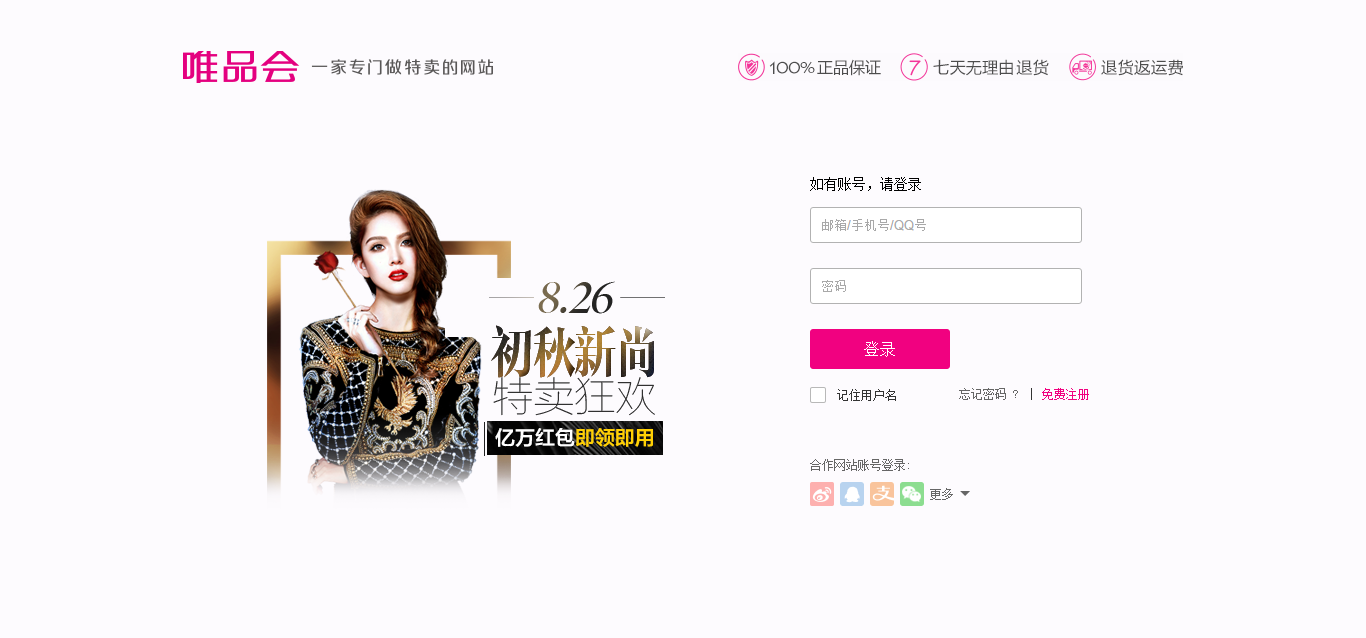 唯品会 一家专门做特卖的网站
100%正品保证 7 七天无理由退货 退货返运费
如有账号，请登录
邮箱/手机号/QQ号
密码
登录
记住用户名 忘记密码 ? | 免费注册
合作网站账号登录:
支 更多
8.26
初秋新尚
特卖狂欢
亿万红包即领即用